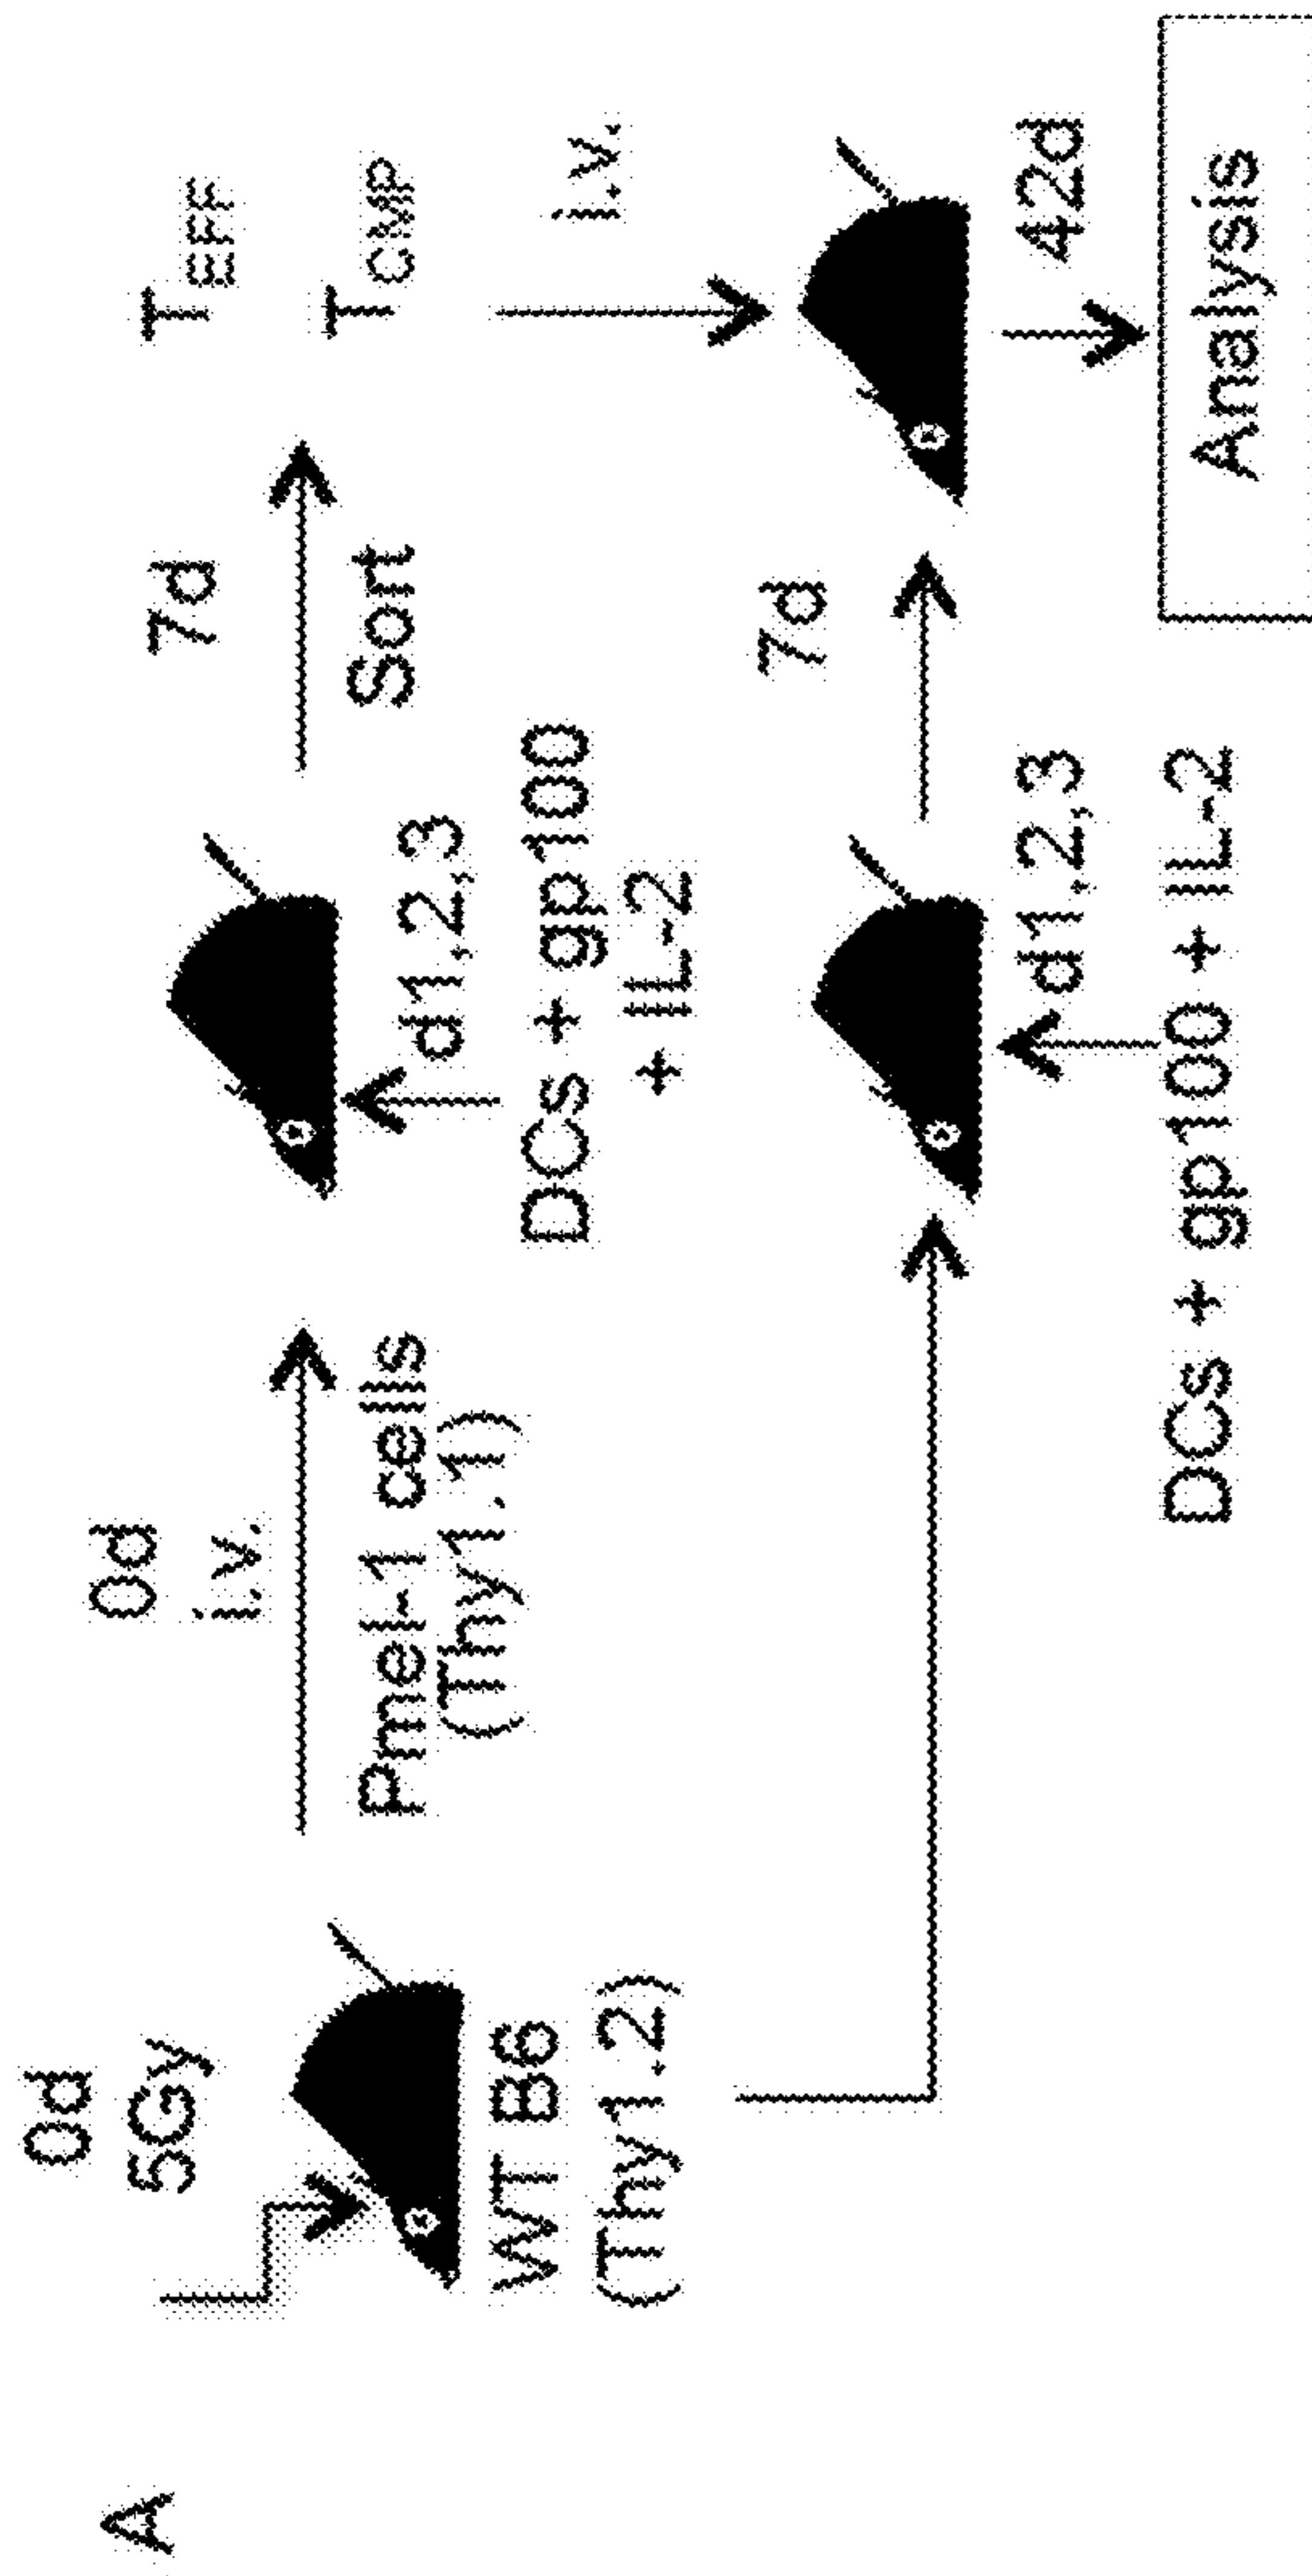 A
0d
5Gy
WT B6
(Thy1.2)
0d
i.v.
Pmel-1 cells
(Thy1.1)
d1,2,3
DCs + gp100
+ IL-2
7d
Sort
TEFF
TCMP
i.v.
d1,2,3
DCs + gp100 + IL-2
7d
42d
Analysis